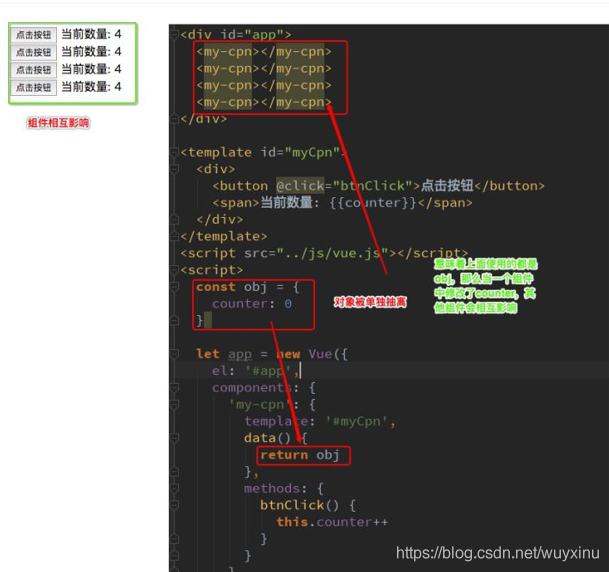 点击按钮 当前数量: 4
点击按钮 当前数量: 4
点击按钮 当前数量: 4
点击按钮 当前数量: 4
组件相互影响
<div id="app">
<my-cpn></my-cpn>
<my-cpn></my-cpn>
<my-cpn></my-cpn>
<my-cpn></my-cpn>
</div>
<template id="myCpn">
<div>
<button @click="btnClick">点击按钮</button>
<span>当前数量: {{counter}}</span>
</div>
</template>
<script src="../js/vue.js"></script>
<script>
const obj = {
counter: 0
}
对象被单独抽离
意味着上面使用的都是
obj，那么当一个组件
中修改了counter，其
他组件会相互影响
let app = new Vue({
el: '#app',
components: {
'my-cpn': {
template: '#myCpn',
data() {
return obj
},
methods: {
btnClick() {
this.counter++
}
}
https://blog.csdn.net/wuyxinu